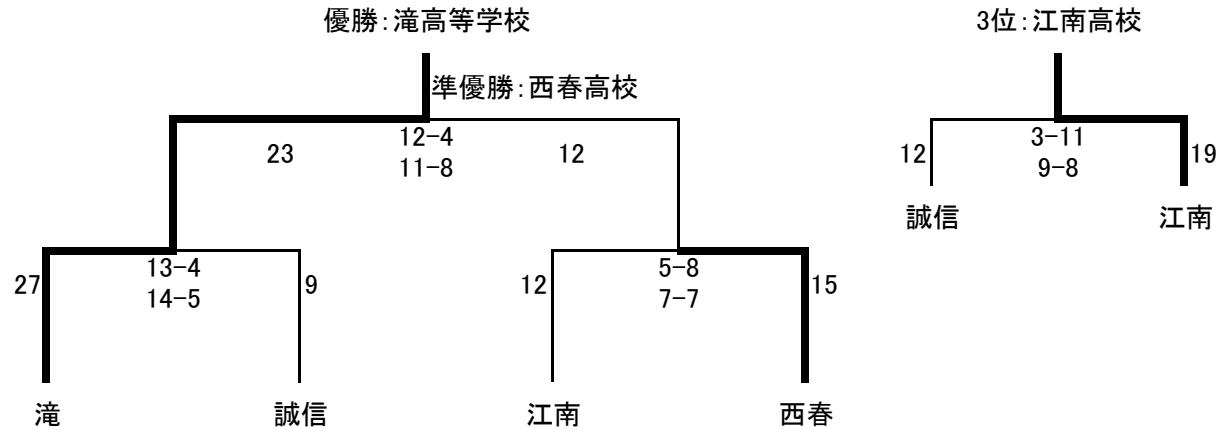 優勝：滝高等学校
3位：江南高校
準優勝：西春高校
23
12-4
11-8
12
12
3-11
9-8
19
誠信
江南
27
13-4
14-5
9
12
5-8
7-7
15
滝
誠信
江南
西春